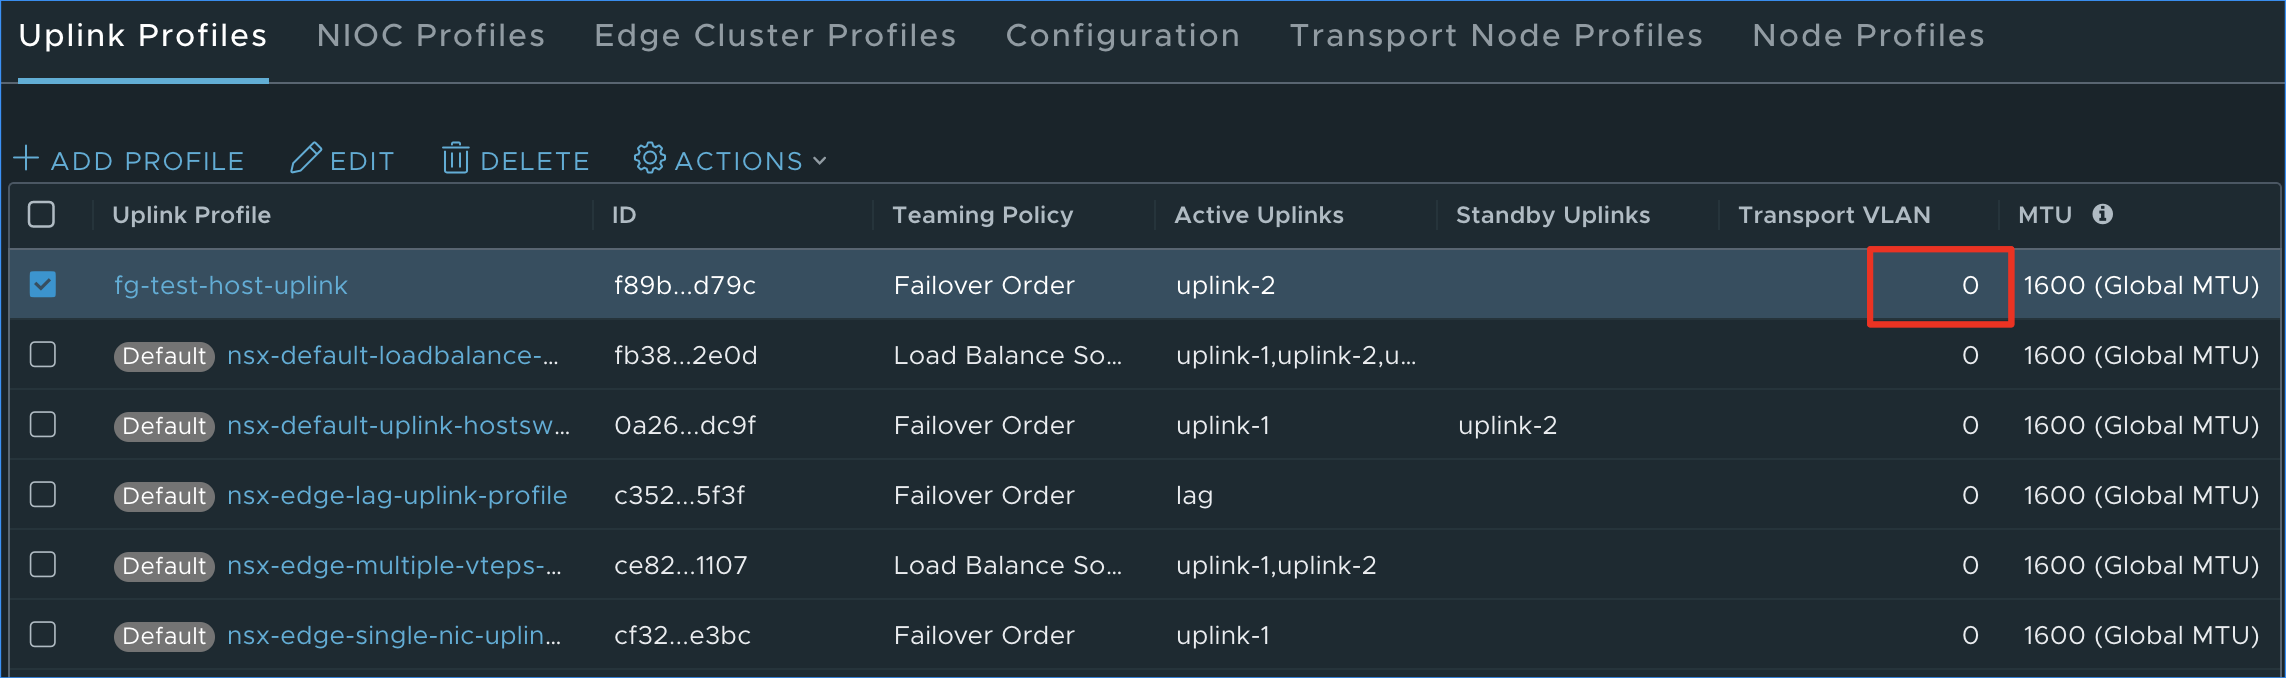 Uplink Profiles NIOC Profiles Edge Cluster Profiles Configuration Transport Node Profiles Node Profiles
ADD PROFILE EDIT DELETE ACTIONS
Uplink Profile ID Teaming Policy Active Uplinks Standby Uplinks Transport VLAN MTU
fg-test-host-uplink f89b...d79c Failover Order uplink-2 0 1600 (Global MTU)
Default nsx-default-loadbalance-... fb38...2e0d Load Balance So... uplink-1,uplink-2,u... 0 1600 (Global MTU)
Default nsx-default-uplink-hostsw... 0a26...dc9f Failover Order uplink-1 uplink-2 0 1600 (Global MTU)
Default nsx-edge-lag-uplink-profile c352...5f3f Failover Order lag 0 1600 (Global MTU)
Default nsx-edge-multiple-vteps-... ce82...1107 Load Balance So... uplink-1,uplink-2 0 1600 (Global MTU)
Default nsx-edge-single-nic-uplin... cf32...e3bc Failover Order uplink-1 0 1600 (Global MTU)